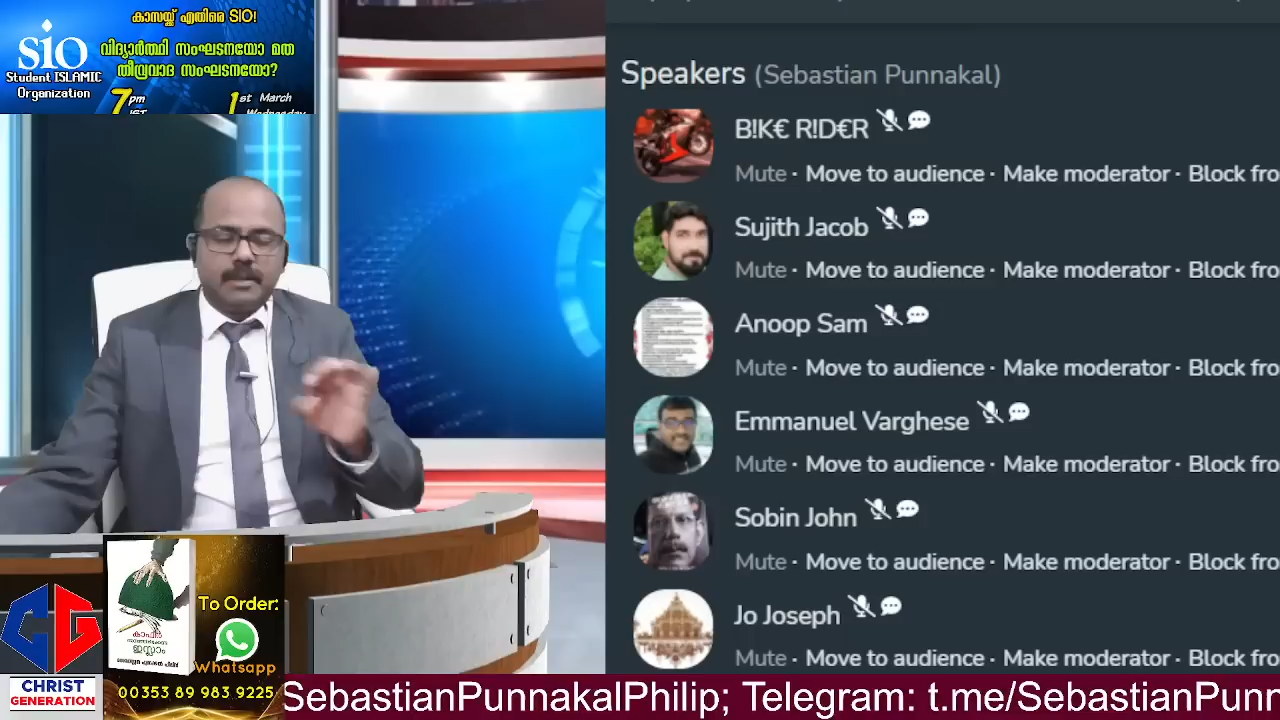 കാസയ്ക്ക് എതിരെ SIO!
sio
Student ISLAMIC
Organization
വിദ്യാർത്ഥി സംഘടനയോ മത
തീവ്രവാദ സംഘടനയോ?
7pm
IST
1st March
Wednesday
Speakers (Sebastian Punnakal)
B!K€ R!D€R
Mute · Move to audience · Make moderator · Block fro
Sujith Jacob
Mute · Move to audience · Make moderator · Block fro
Anoop Sam
Mute · Move to audience · Make moderator · Block fro
Emmanuel Varghese
Mute · Move to audience · Make moderator · Block fro
Sobin John
Mute · Move to audience · Make moderator · Block fro
Jo Joseph
Mute · Move to audience · Make moderator · Block fro
CG
CHRIST
GENERATION
കാഫിർ
ഇസ്ലാം
To Order:
Whatsapp
00353 89 983 9225
SebastianPunnakalPhilip; Telegram: t.me/SebastianPunn